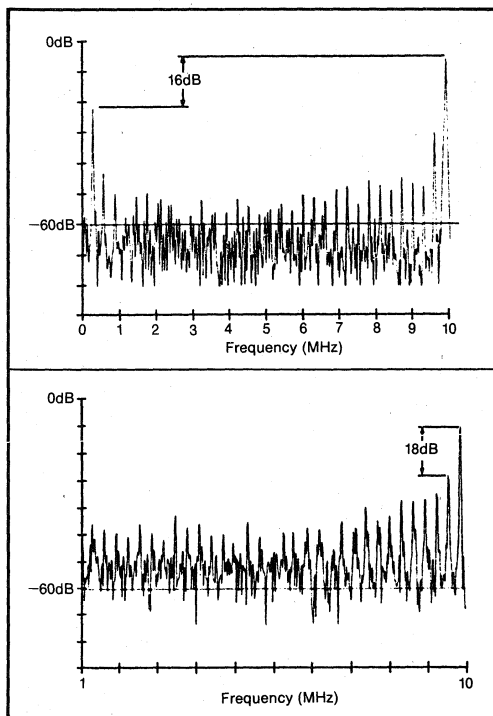 0dB
16dB
−60dB
0 1 2 3 4 5 6 7 8 9 10
Frequency (MHz)
0dB
18dB
−60dB
1 10
Frequency (MHz)